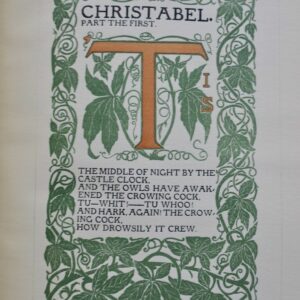 CHRISTABEL.
PART THE FIRST.
'TIS
THE MIDDLE OF NIGHT BY THE
CASTLE CLOCK,
AND THE OWLS HAVE AWAK-
ENED THE CROWING COCK,
TU—WHIT!—TU WHOO!
AND HARK, AGAIN! THE CROW-
ING COCK,
HOW DROWSILY IT CREW.